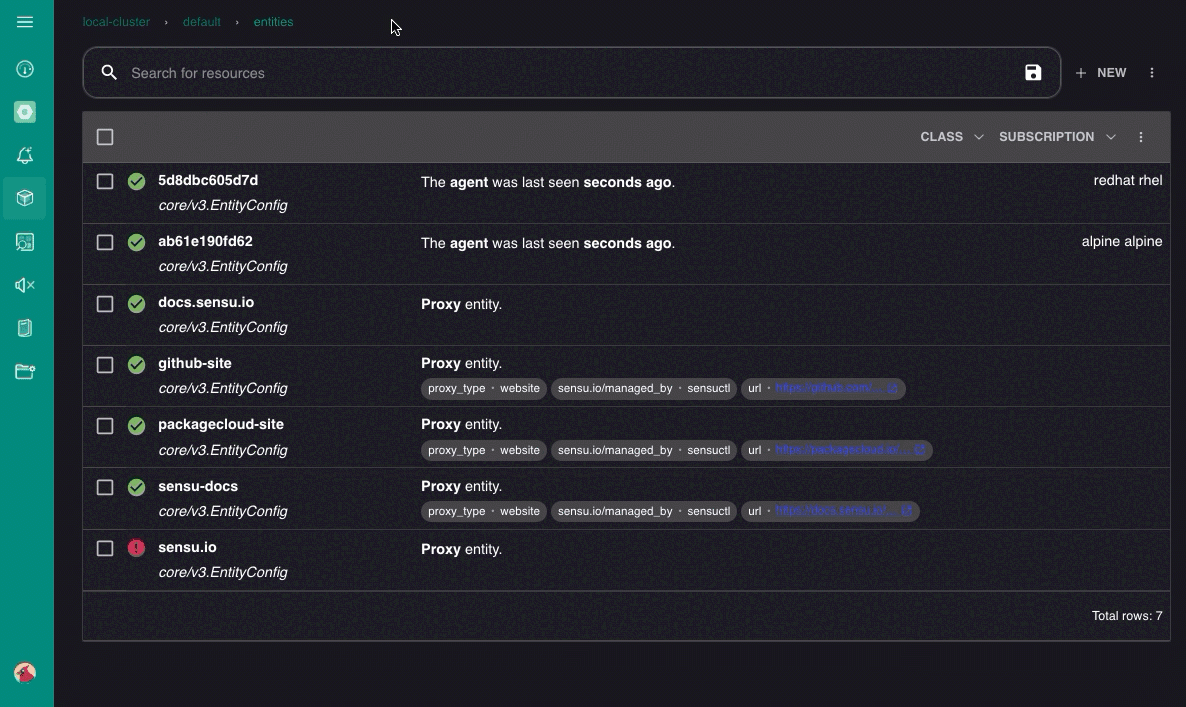 local-cluster › default › entities
Search for resources
NEW
CLASS SUBSCRIPTION
5d8dbc605d7d The agent was last seen seconds ago. redhat rhel
core/v3.EntityConfig
ab61e190fd62 The agent was last seen seconds ago. alpine alpine
core/v3.EntityConfig
docs.sensu.io Proxy entity.
core/v3.EntityConfig
github-site Proxy entity.
core/v3.EntityConfig proxy_type · website sensu.io/managed_by · sensuctl url · https://github.com/...
packagecloud-site Proxy entity.
core/v3.EntityConfig proxy_type · website sensu.io/managed_by · sensuctl url · https://packagecloud.io/...
sensu-docs Proxy entity.
core/v3.EntityConfig proxy_type · website sensu.io/managed_by · sensuctl url · https://docs.sensu.io/...
sensu.io Proxy entity.
core/v3.EntityConfig
Total rows: 7